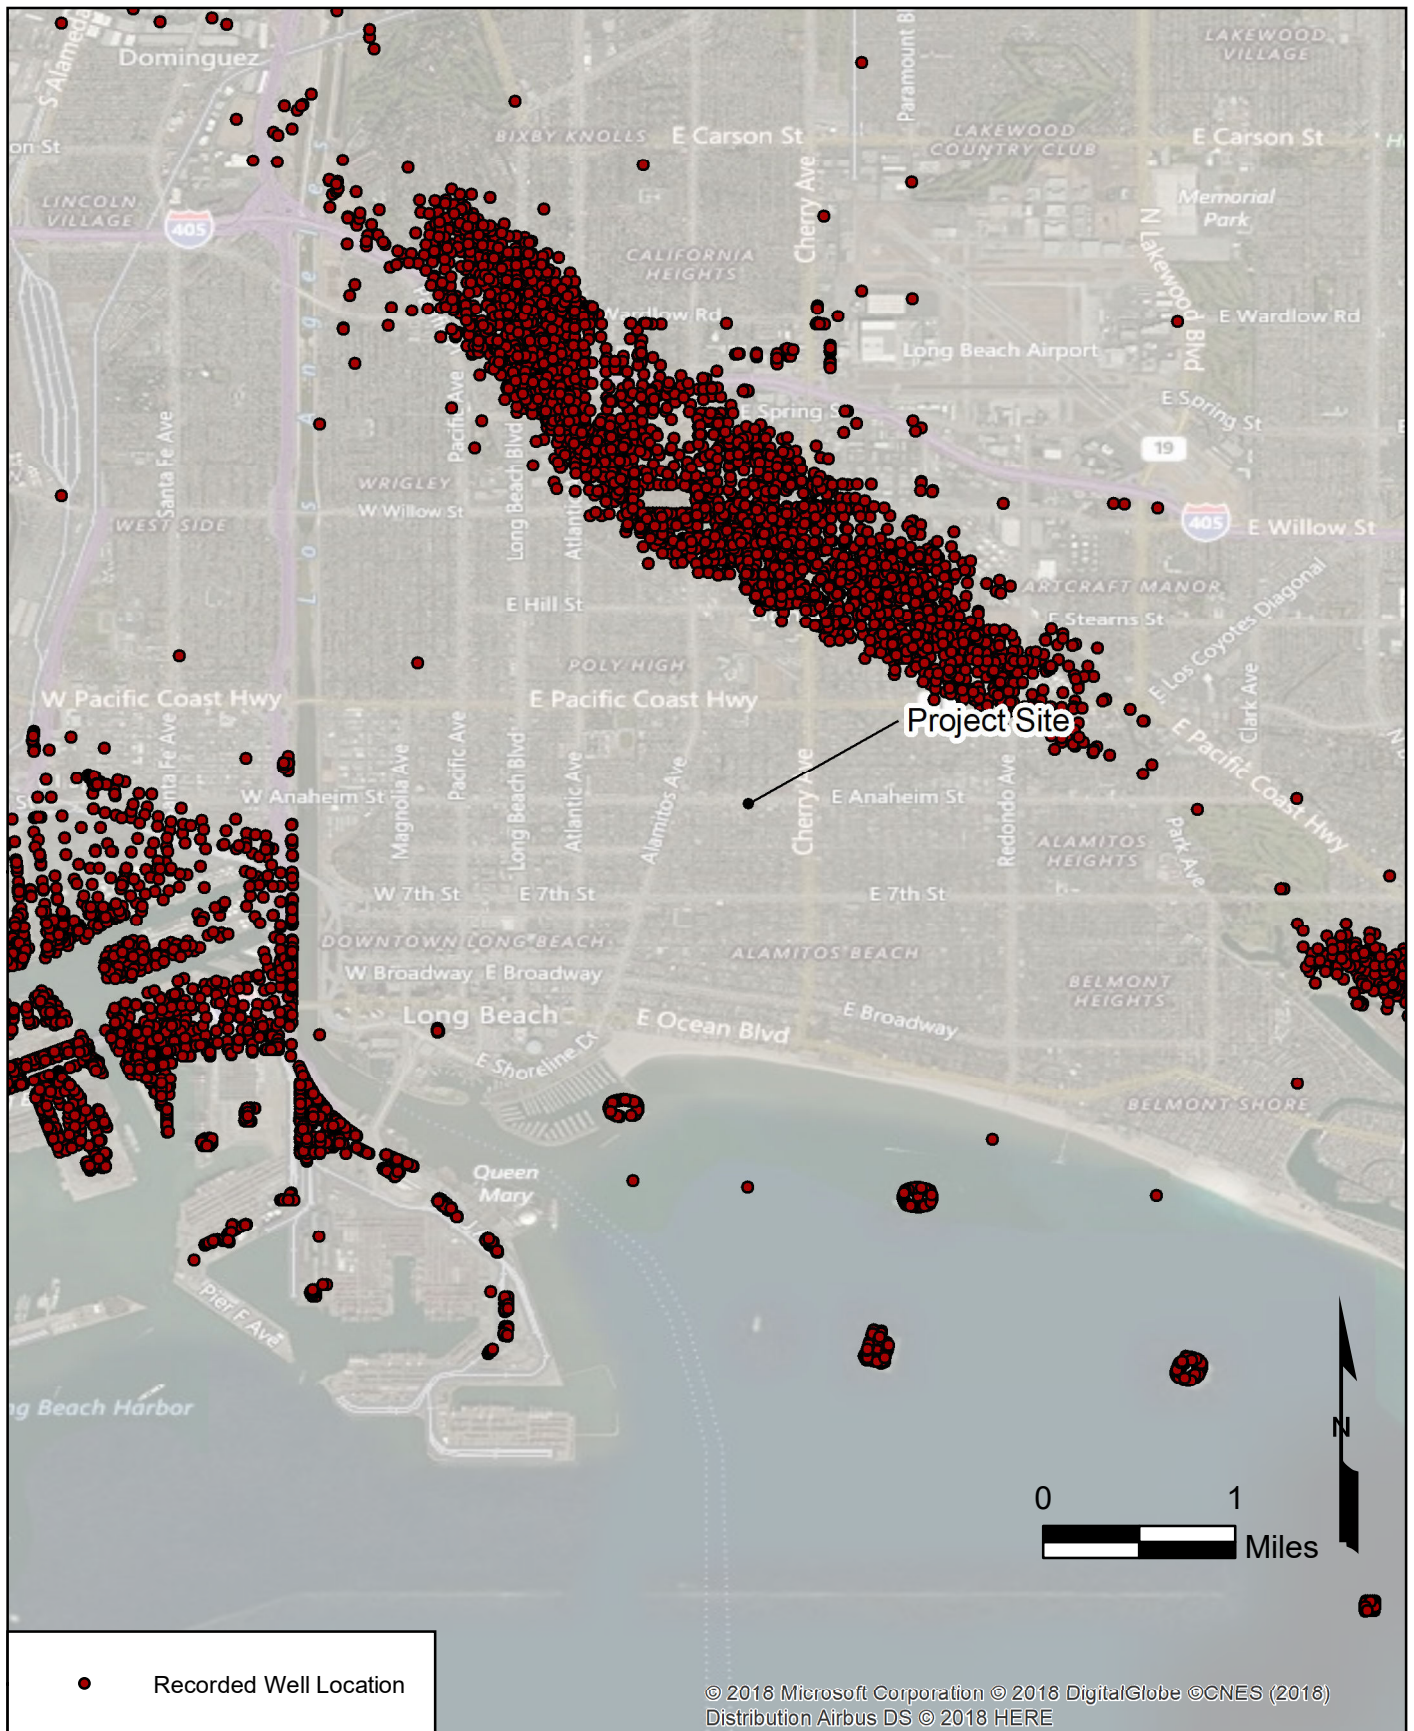 LAKEWOOD
VILLAGE
Dominguez
S Alameda
Paramount B
on St
BIXBY KNOLLS
E Carson St
LAKEWOOD
COUNTRY CLUB
E Carson St
LINCOLN
VILLAGE
405
Cherry Ave
Memorial
Park
N Lakewood Blvd
CALIFORNIA
HEIGHTS
Wardlow Rd
E Wardlow Rd
Long Beach Airport
Los Angeles
Pacific Ave
E Spring S
E Spring St
Santa Fe Ave
Long Beach Blvd
19
WRIGLEY
W Willow St
WEST SIDE
Atlantic
405
E Willow St
E Hill St
ARTCRAFT MANOR
E Stearns St
E Los Coyotes Diagonal
POLY HIGH
W Pacific Coast Hwy
E Pacific Coast Hwy
Project Site
Clark Ave
E Pacific Coast Hwy
nta Fe Ave
Magnolia Ave
Pacific Ave
Long Beach Blvd
Atlantic Ave
Alamitos Ave
Cherry Ave
Redondo Ave
W Anaheim St
E Anaheim St
Park Ave
ALAMITOS
HEIGHTS
W 7th St
E 7th St
E 7th St
DOWNTOWN LONG BEACH
W Broadway
E Broadway
ALAMITOS BEACH
BELMONT
HEIGHTS
Long Beach
E Ocean Blvd
E Broadway
E Shoreline Dr
BELMONT SHORE
Queen
Mary
Pier F Ave
ng Beach Harbor
N
0 1
Miles
Recorded Well Location
© 2018 Microsoft Corporation © 2018 DigitalGlobe ©CNES (2018)
Distribution Airbus DS © 2018 HERE